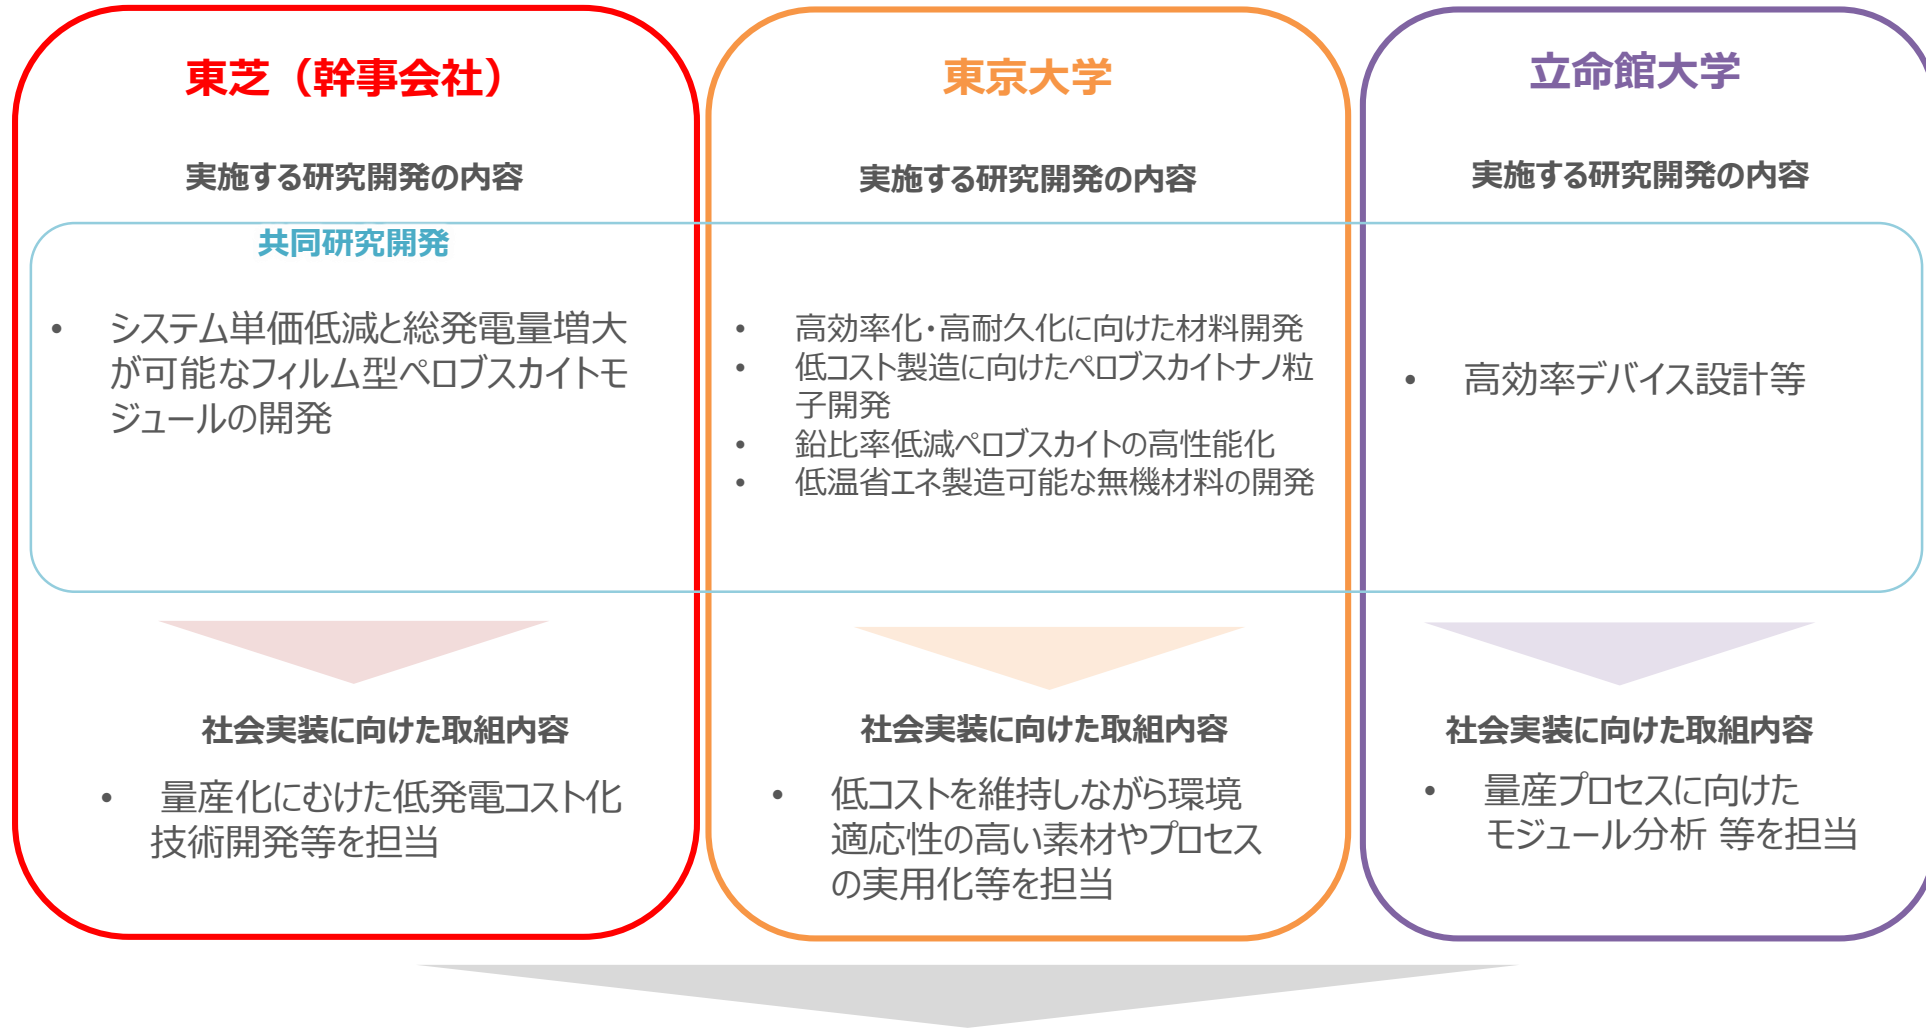 東芝（幹事会社）
実施する研究開発の内容
共同研究開発
• システム単価低減と総発電量増大
が可能なフィルム型ペロブスカイトモ
ジュールの開発
社会実装に向けた取組内容
• 量産化にむけた低発電コスト化
技術開発等を担当
東京大学
実施する研究開発の内容
• 高効率化・高耐久化に向けた材料開発
• 低コスト製造に向けたペロブスカイトナノ粒
子開発
• 鉛比率低減ペロブスカイトの高性能化
• 低温省エネ製造可能な無機材料の開発
社会実装に向けた取組内容
• 低コストを維持しながら環境
適応性の高い素材やプロセス
の実用化等を担当
立命館大学
実施する研究開発の内容
• 高効率デバイス設計等
社会実装に向けた取組内容
• 量産プロセスに向けた
モジュール分析 等を担当